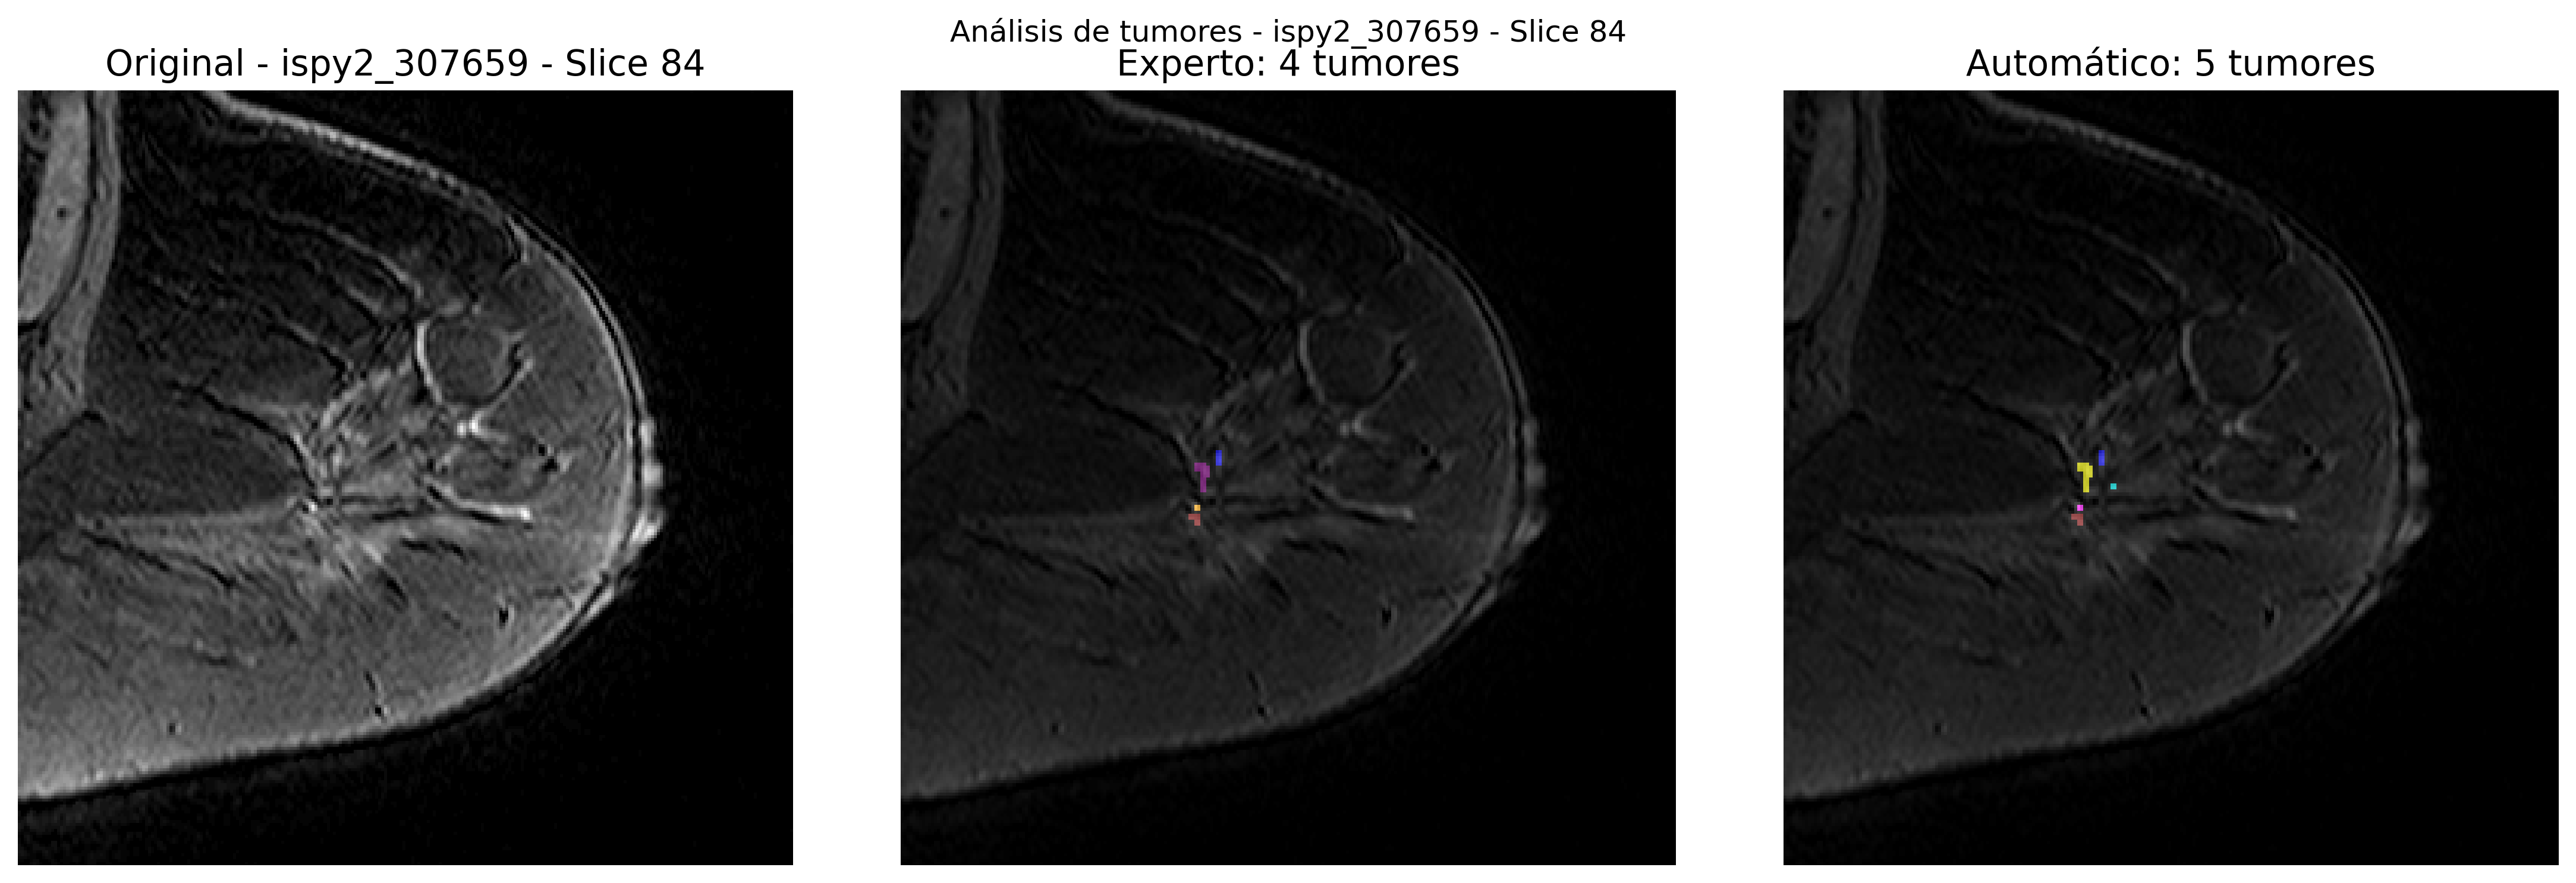 Análisis de tumores - ispy2_307659 - Slice 84
Original - ispy2_307659 - Slice 84
Experto: 4 tumores
Automático: 5 tumores